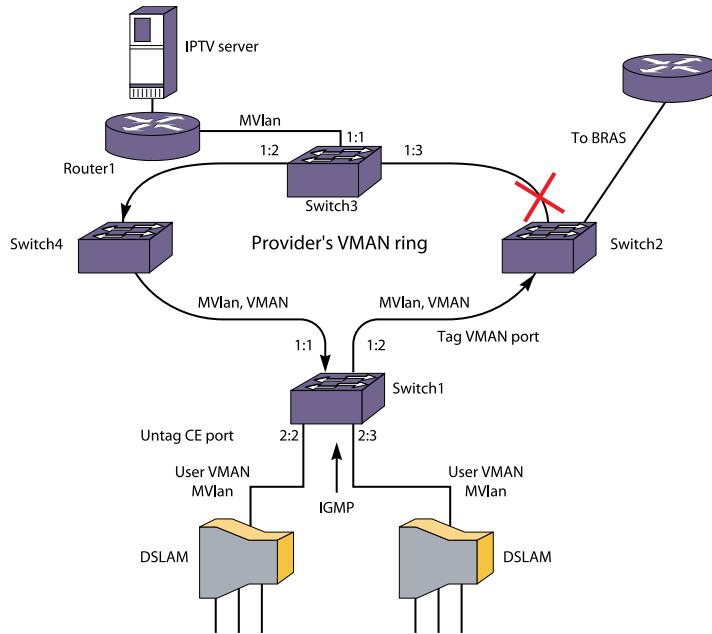 IPTV server
MVlan
1:1
To BRAS
Router1
1:2
1:3
Switch3
Switch4
Provider's VMAN ring
Switch2
MVlan, VMAN
MVlan, VMAN
Tag VMAN port
1:1
1:2
Switch1
Untag CE port
2:2
2:3
User VMAN
MVlan
IGMP
User VMAN
MVlan
DSLAM
DSLAM